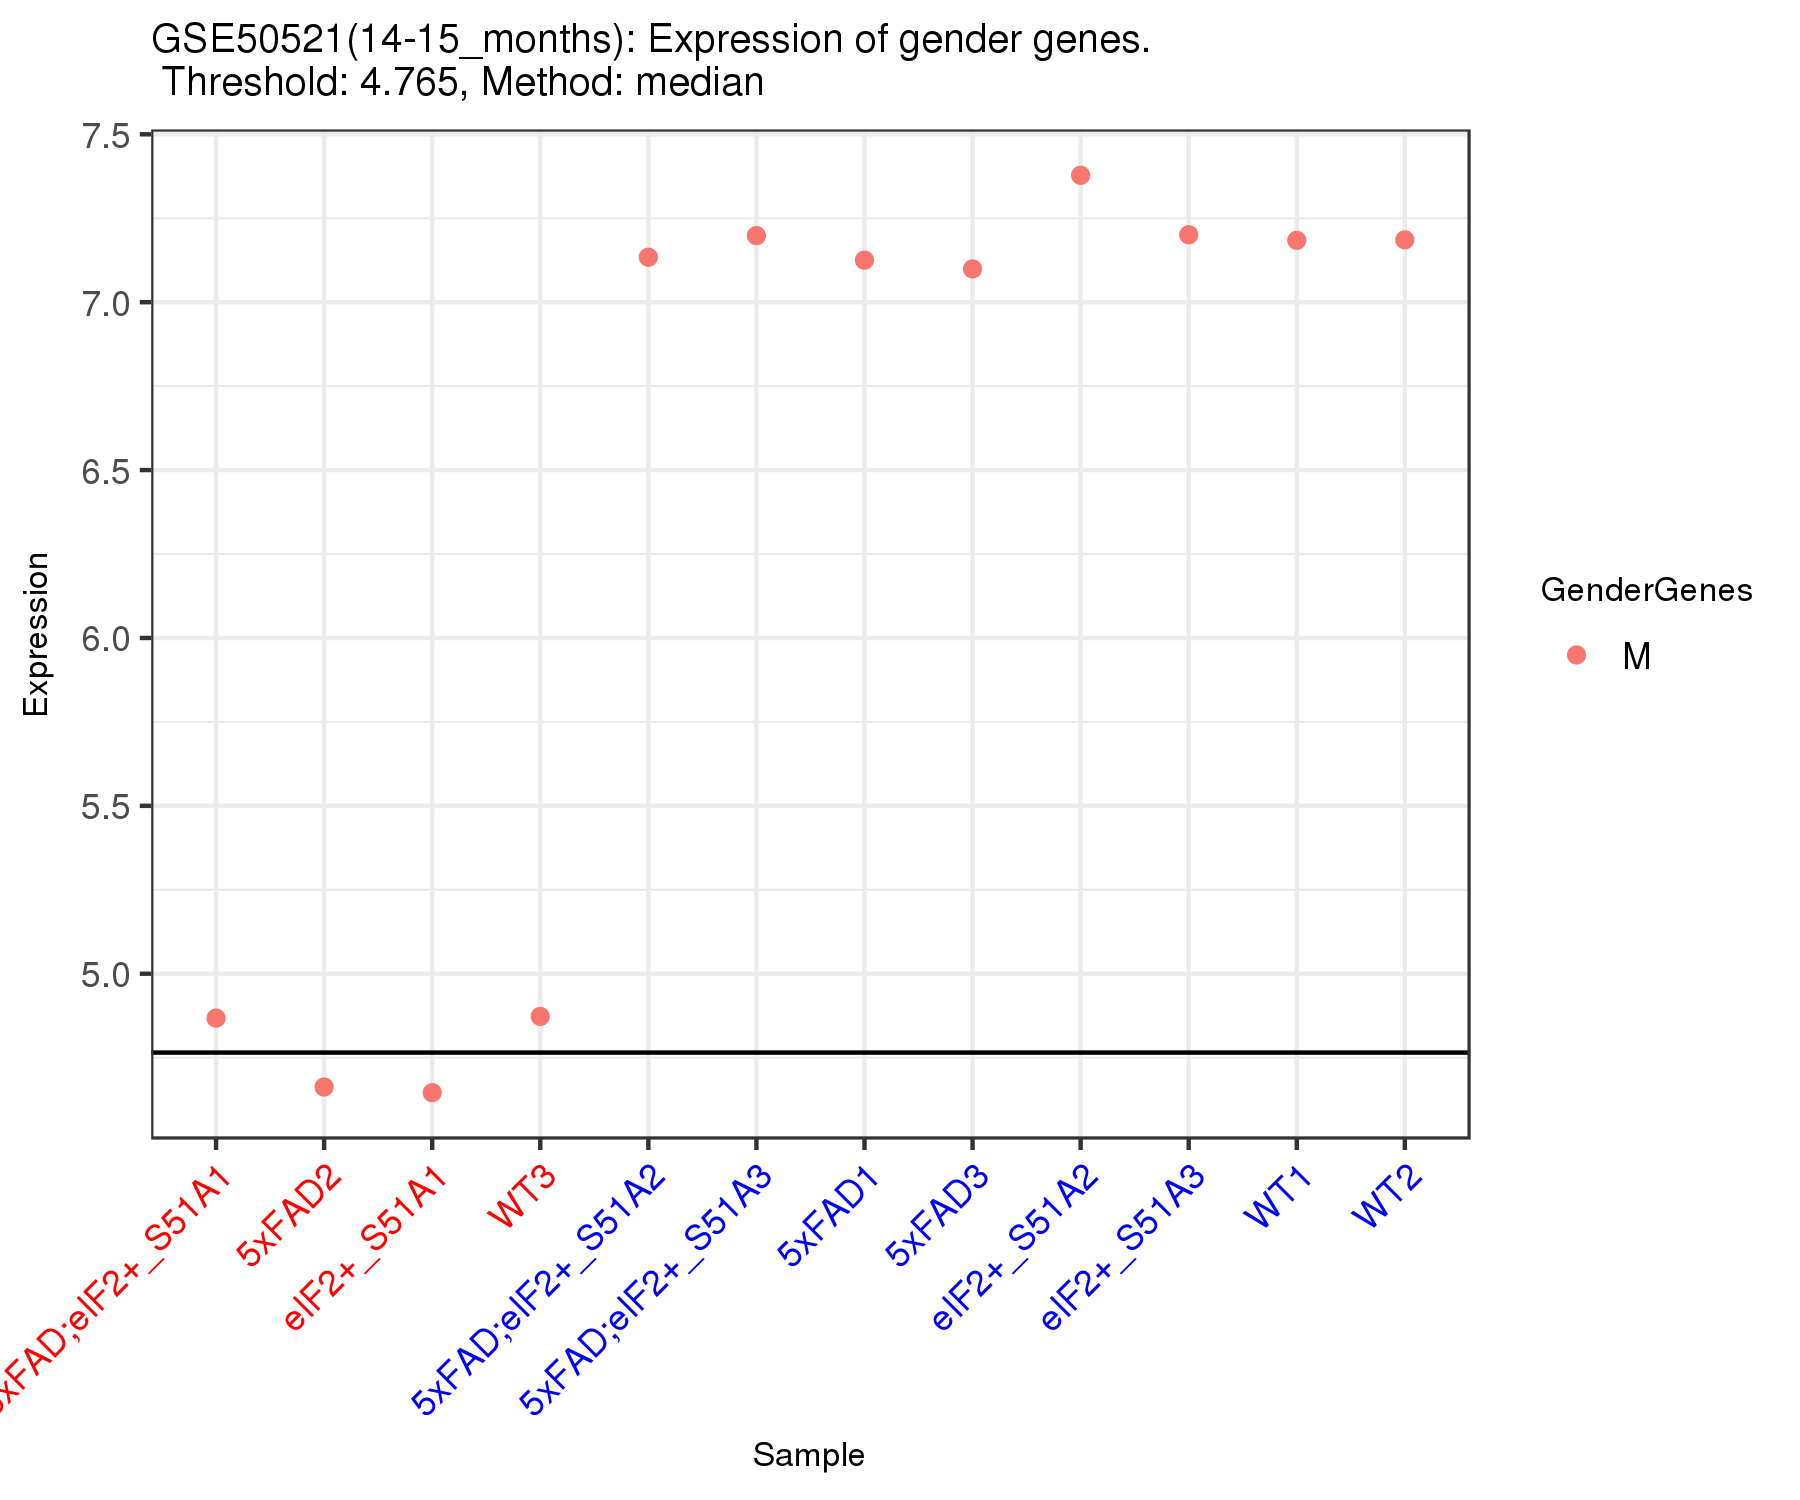 GSE50521(14-15_months): Expression of gender genes.
Threshold: 4.765, Method: median
7.5
7.0
6.5
6.0
5.5
5.0
Expression
GenderGenes
M
xFAD;eIF2+_S51A1
5xFAD2
eIF2+_S51A1
WT3
5xFAD;eIF2+_S51A2
5xFAD;eIF2+_S51A3
5xFAD1
5xFAD3
eIF2+_S51A2
eIF2+_S51A3
WT1
WT2
Sample